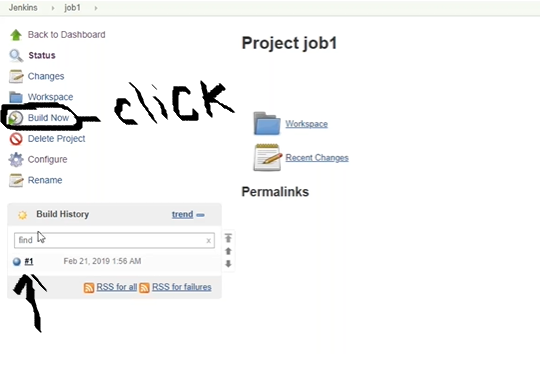 Jenkins › job1 ›
Back to Dashboard
Status
Changes
Workspace
Build Now
click
Delete Project
Configure
Rename
Project job1
Workspace
Recent Changes
Permalinks
Build History trend
find x
#1 Feb 21, 2019 1:56 AM
RSS for all RSS for failures